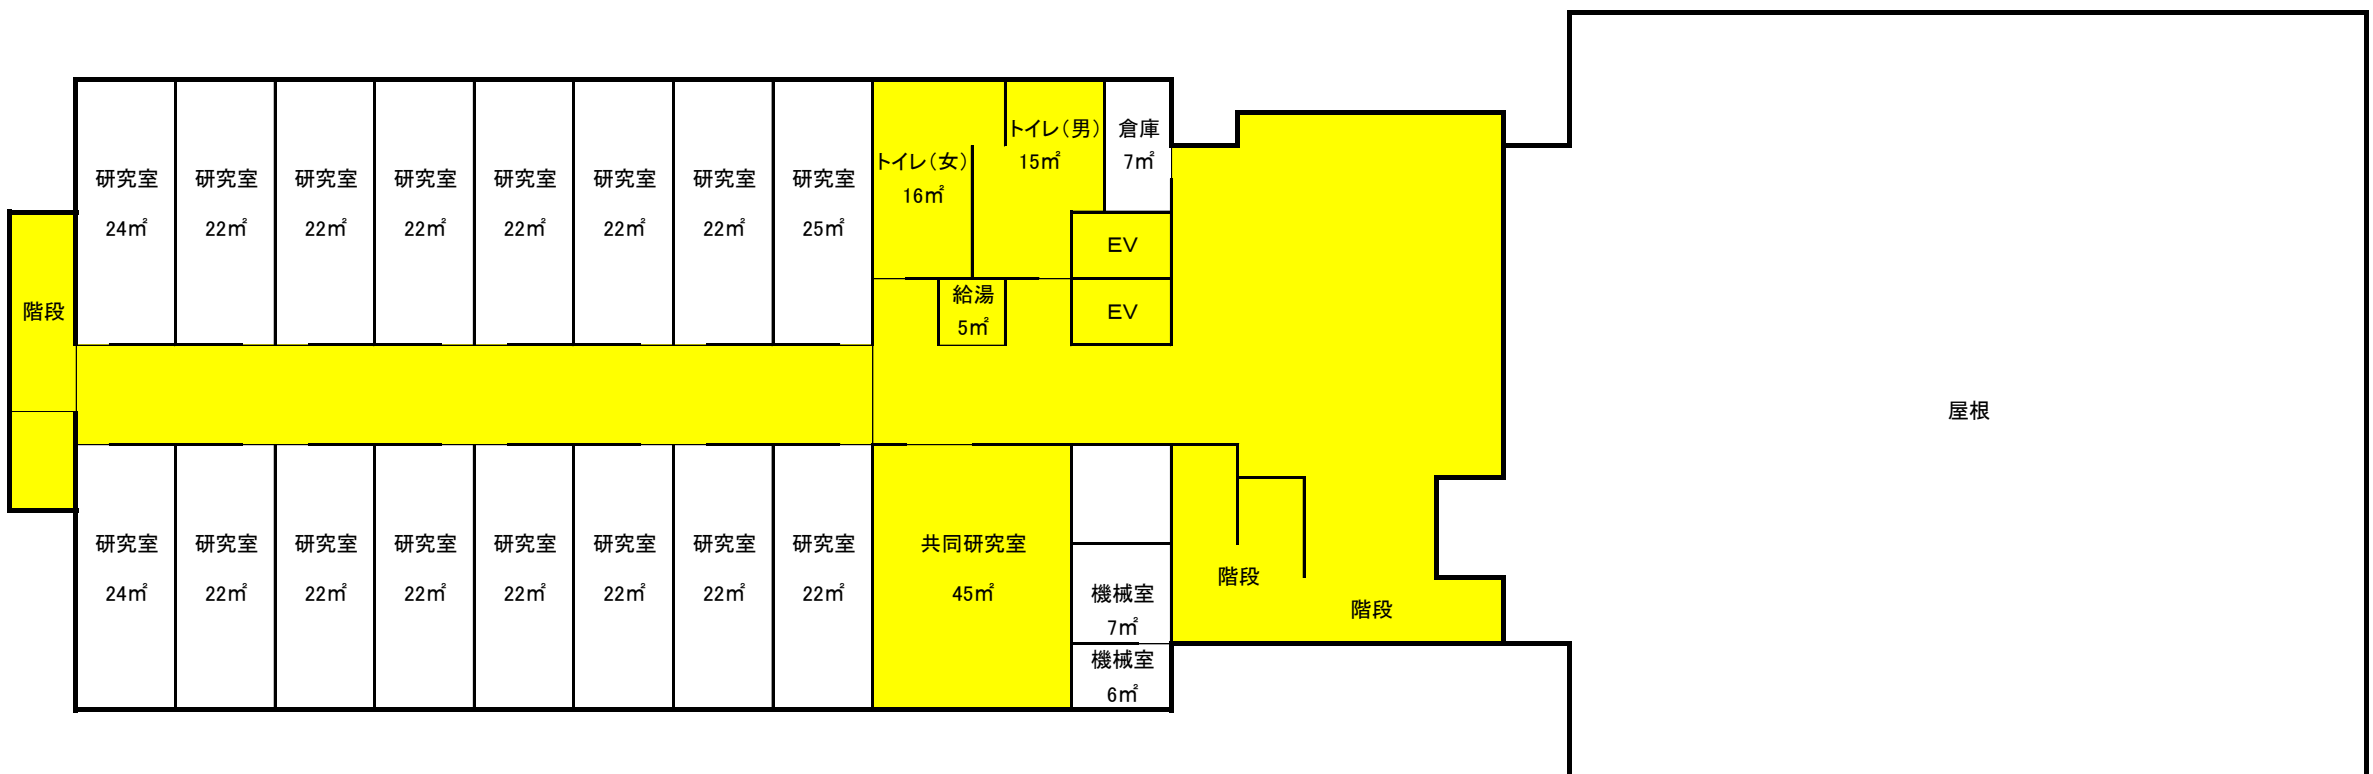 研究室
24㎡
研究室
22㎡
研究室
22㎡
研究室
22㎡
研究室
22㎡
研究室
22㎡
研究室
22㎡
研究室
25㎡
トイレ(女)
16㎡
トイレ(男)
15㎡
倉庫
7㎡
EV
EV
給湯
5㎡
階段
屋根
研究室
24㎡
研究室
22㎡
研究室
22㎡
研究室
22㎡
研究室
22㎡
研究室
22㎡
研究室
22㎡
研究室
22㎡
共同研究室
45㎡
機械室
7㎡
機械室
6㎡
階段
階段